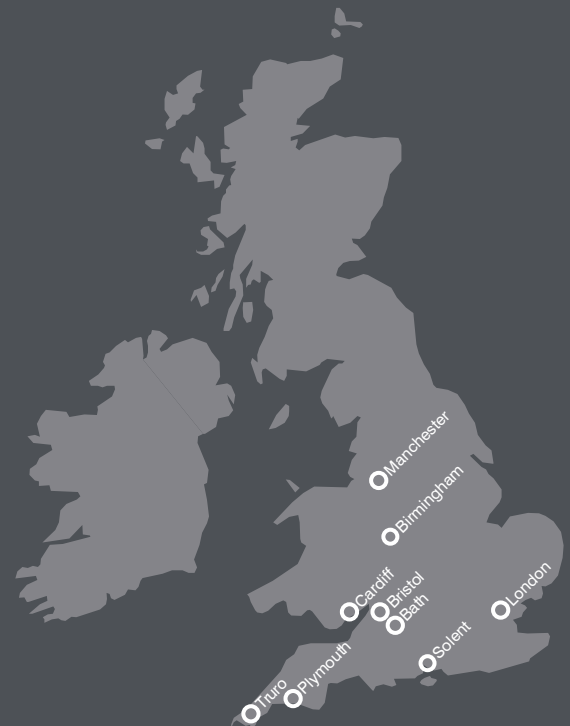 Manchester
Birmingham
Cardiff
Bristol
Bath
London
Solent
Plymouth
Truro